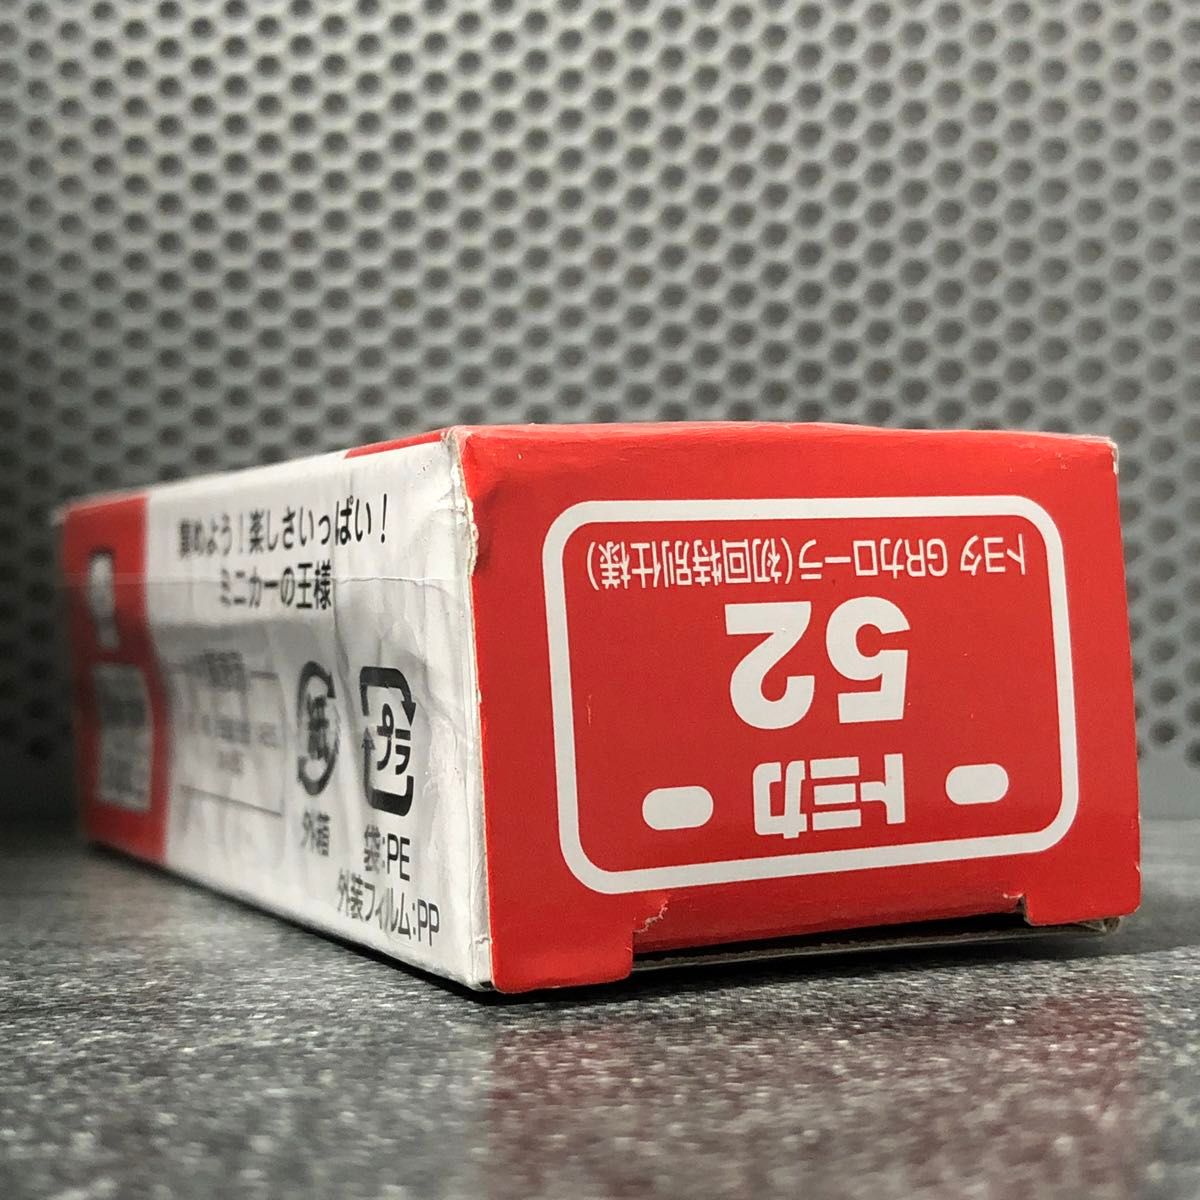 集めよう！楽しさいっぱい！
ミニカーの王様
紙
外箱
プラ
袋:PE
外装フィルム:PP
トミカ
52
トヨタ GRカローラ(初回特別仕様)